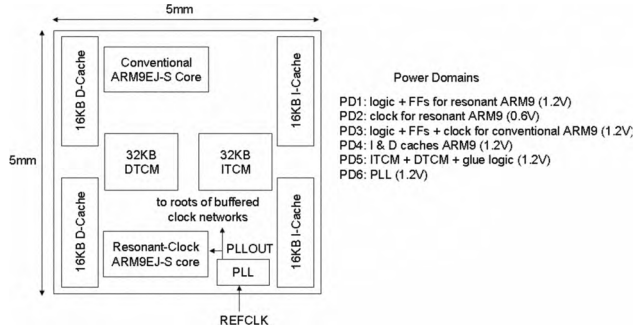 5mm
5mm
16KB D-Cache
Conventional
ARM9EJ-S Core
16KB I-Cache
32KB
DTCM
32KB
ITCM
to roots of buffered
clock networks
16KB D-Cache
Resonant-Clock
ARM9EJ-S core
PLLOUT
PLL
16KB I-Cache
REFCLK
Power Domains
PD1: logic + FFs for resonant ARM9 (1.2V)
PD2: clock for resonant ARM9 (0.6V)
PD3: logic + FFs + clock for conventional ARM9 (1.2V)
PD4: I & D caches ARM9 (1.2V)
PD5: ITCM + DTCM + glue logic (1.2V)
PD6: PLL (1.2V)